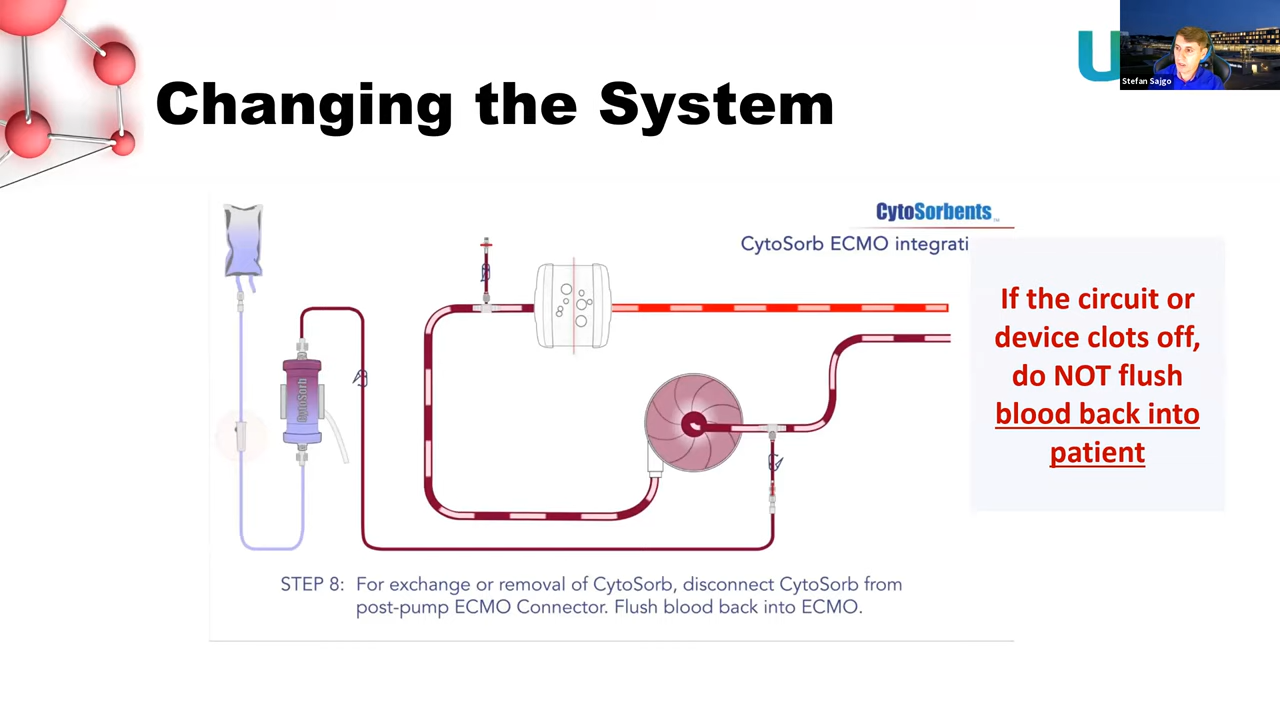 U
Stefan Sajgo
Changing the System
CytoSorbents™
CytoSorb ECMO integrati
CytoSorb
If the circuit or
device clots off,
do NOT flush
blood back into
patient
STEP 8: For exchange or removal of CytoSorb, disconnect CytoSorb from
post-pump ECMO Connector. Flush blood back into ECMO.